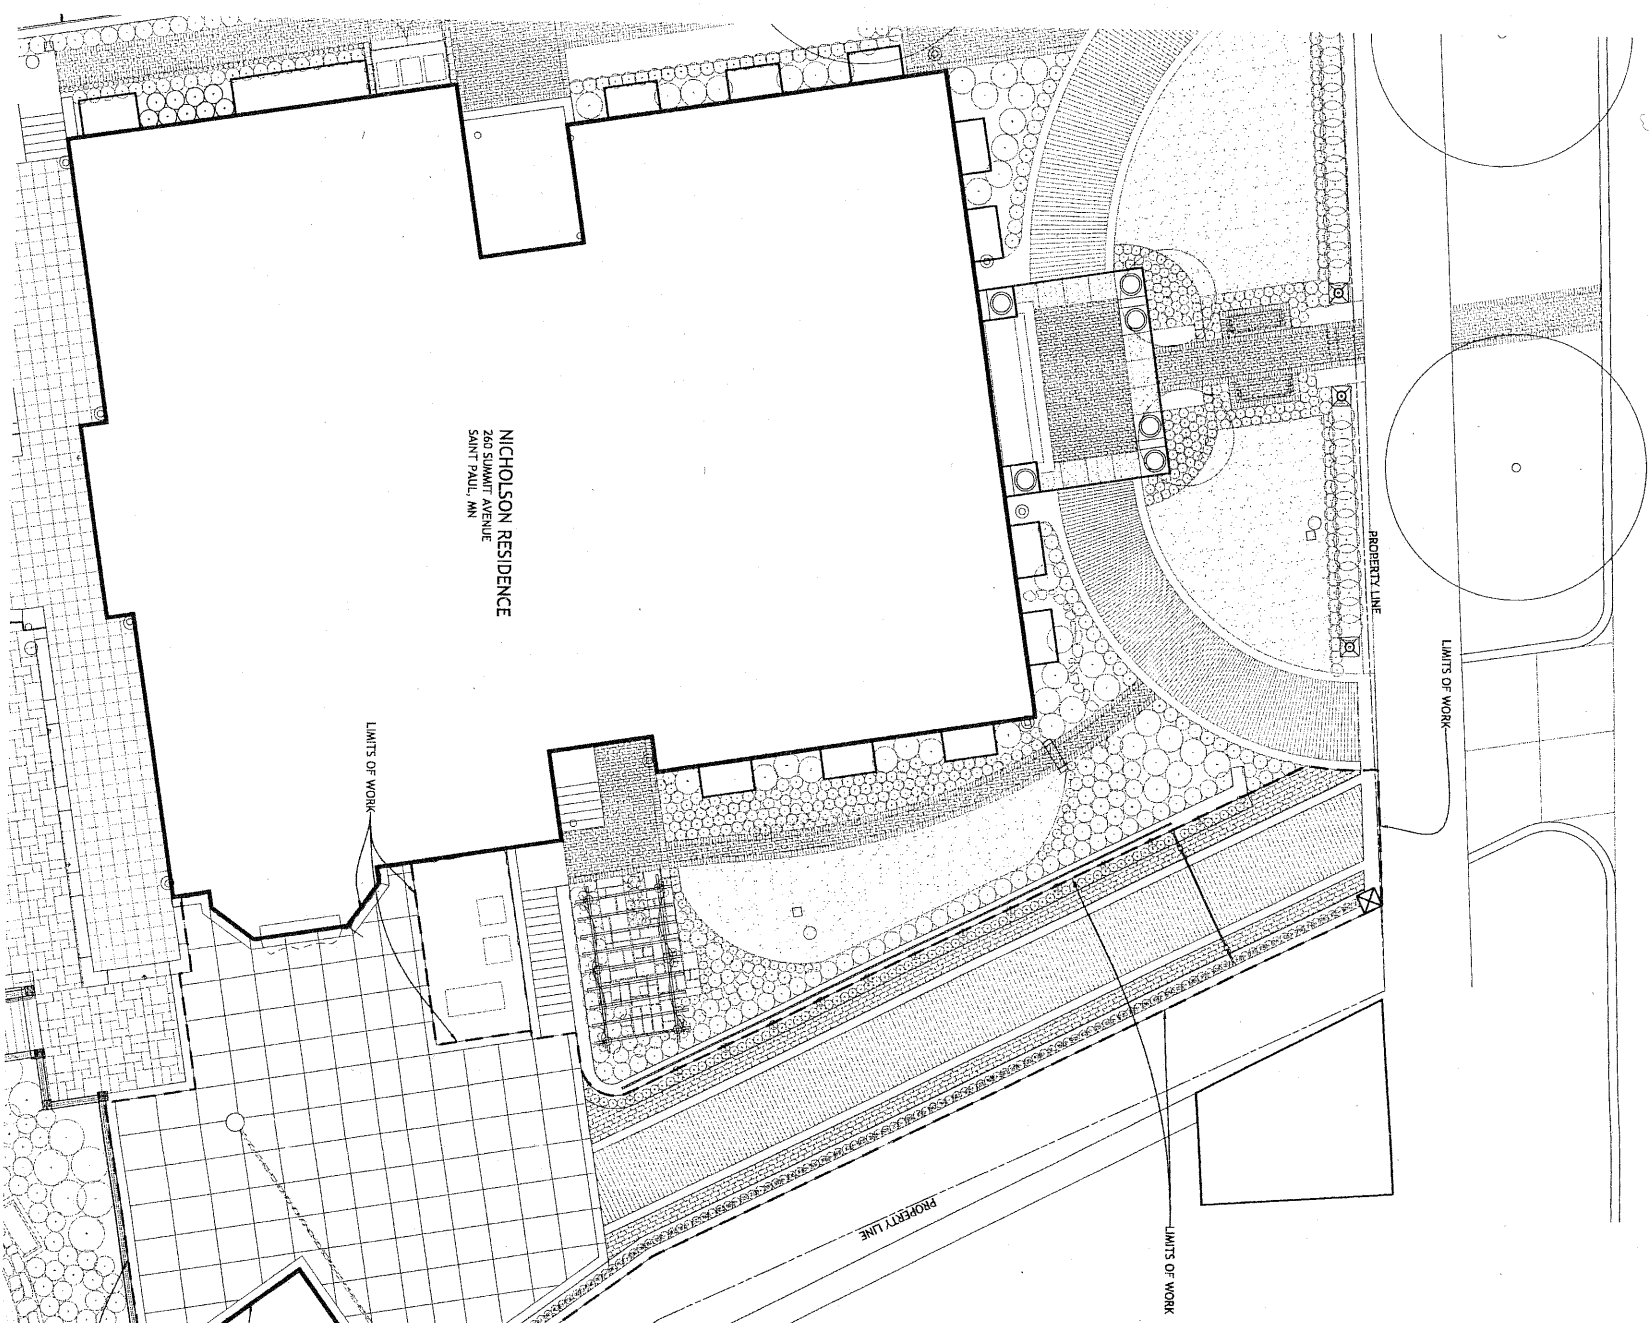 NICHOLSON RESIDENCE
260 SUMMIT AVENUE
SAINT PAUL, MN
PROPERTY LINE
LIMITS OF WORK
LIMITS OF WORK
PROPERTY LINE
LIMITS OF WORK